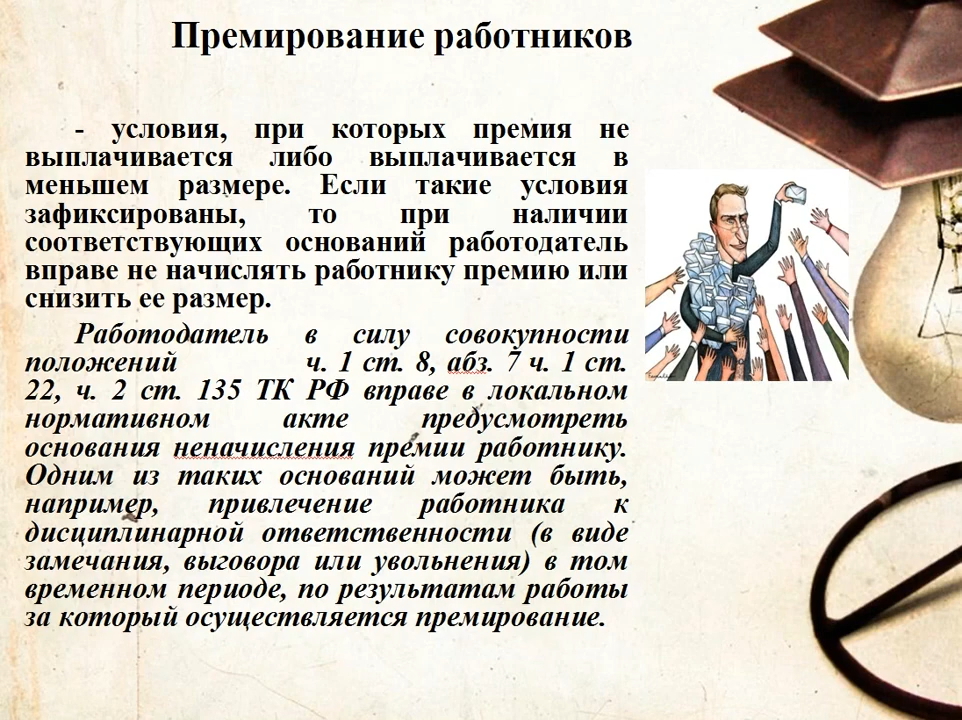 Премирование работников
- условия, при которых премия не
выплачивается либо выплачивается в
меньшем размере. Если такие условия
зафиксированы, то при наличии
соответствующих оснований работодатель
вправе не начислять работнику премию или
снизить ее размер.
Работодатель в силу совокупности
положений ч. 1 ст. 8, абз. 7 ч. 1 ст.
22, ч. 2 ст. 135 ТК РФ вправе в локальном
нормативном акте предусмотреть
основания неначисления премии работнику.
Одним из таких оснований может быть,
например, привлечение работника к
дисциплинарной ответственности (в виде
замечания, выговора или увольнения) в том
временном периоде, по результатам работы
за который осуществляется премирование.